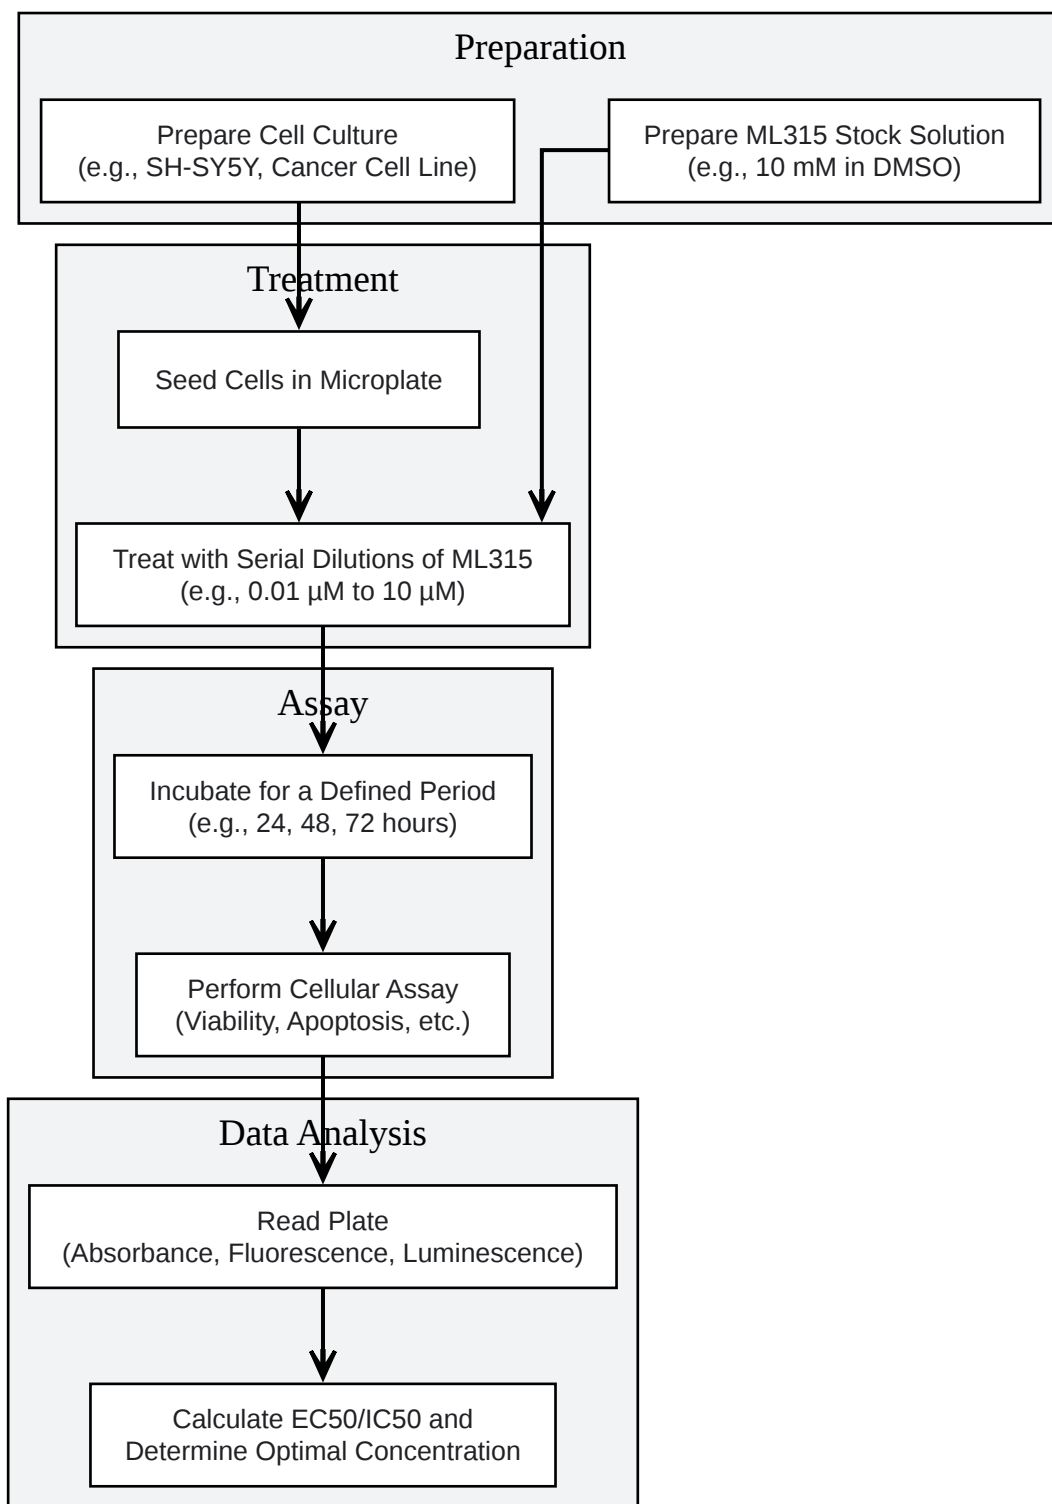 Preparation
Prepare Cell Culture
(e.g., SH-SY5Y, Cancer Cell Line)
Prepare ML315 Stock Solution
(e.g., 10 mM in DMSO)
Treatment
Seed Cells in Microplate
Treat with Serial Dilutions of ML315
(e.g., 0.01 µM to 10 µM)
Assay
Incubate for a Defined Period
(e.g., 24, 48, 72 hours)
Perform Cellular Assay
(Viability, Apoptosis, etc.)
Data Analysis
Read Plate
(Absorbance, Fluorescence, Luminescence)
Calculate EC50/IC50 and
Determine Optimal Concentration